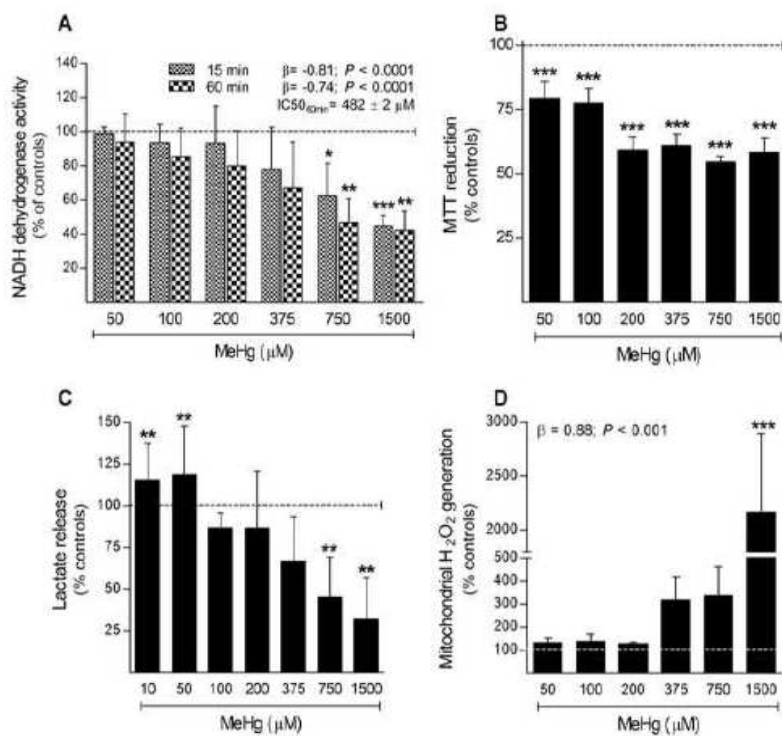 A
NADH dehydrogenase activity
(% of controls)
140
120
100
80
60
40
20
15 min
60 min
β= -0.81; P < 0.0001
β= -0.74; P < 0.0001
IC50 60min = 482 ± 2 μM
*
**
***
**
50 100 200 375 750 1500
MeHg (μM)
B
MTT reduction
(% controls)
100
75
50
25
***
***
***
***
***
***
50 100 200 375 750 1500
MeHg (μM)
C
Lactate release
(% controls)
150
125
100
75
50
25
**
**
**
**
10 50 100 200 375 750 1500
MeHg (μM)
D
Mitochondrial H2O2 generation
(% controls)
3000
2500
2000
500
400
300
200
100
β = 0.88; P < 0.001
***
50 100 200 375 750 1500
MeHg (μM)